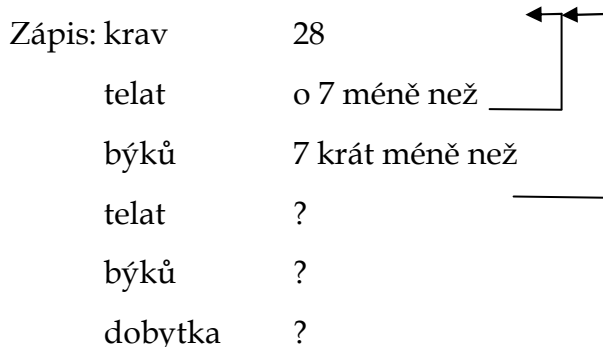 Zápis: krav 28
telat o 7 méně než
býků 7 krát méně než
telat ?
býků ?
dobytka ?